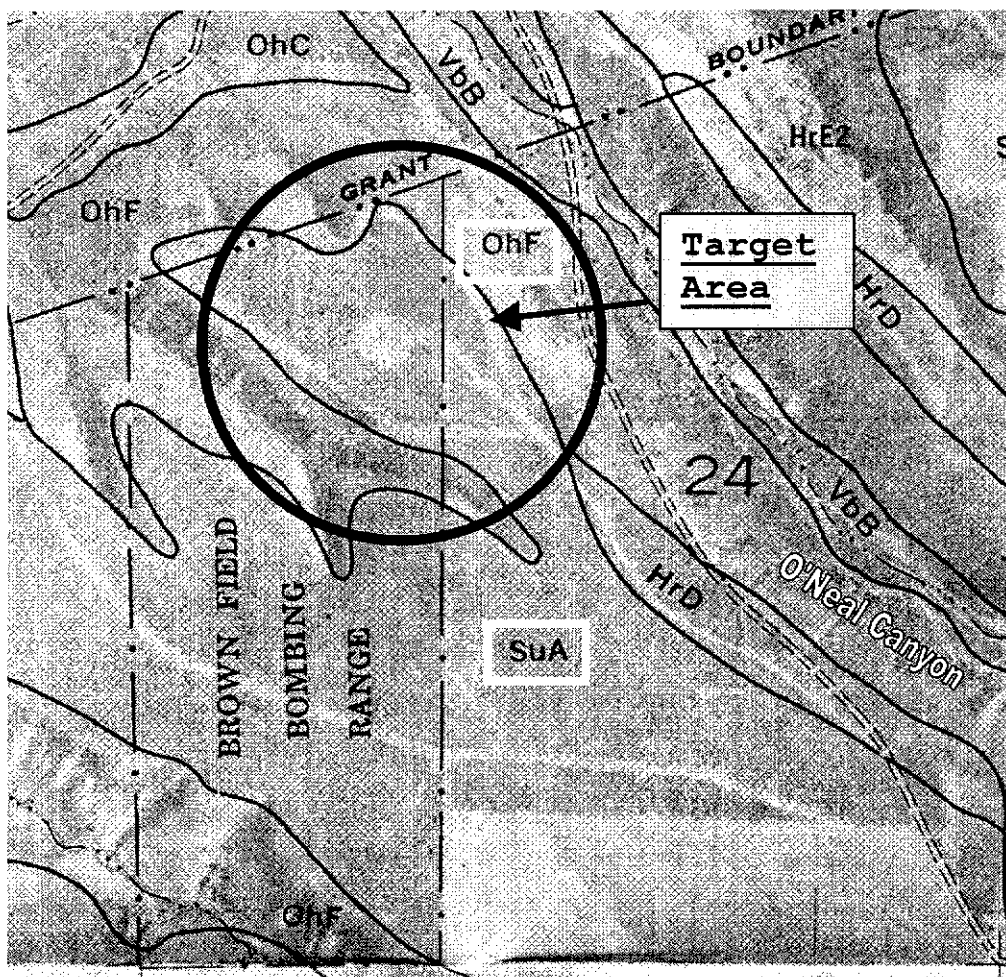 OhC
VbB
BOUNDARY
HrE2
S
OhF
GRANT
OhF
Target
Area
HrD
24
VbB
BROWN FIELD
BOMBING
RANGE
HrD
O'Neal Canyon
SuA
OhF